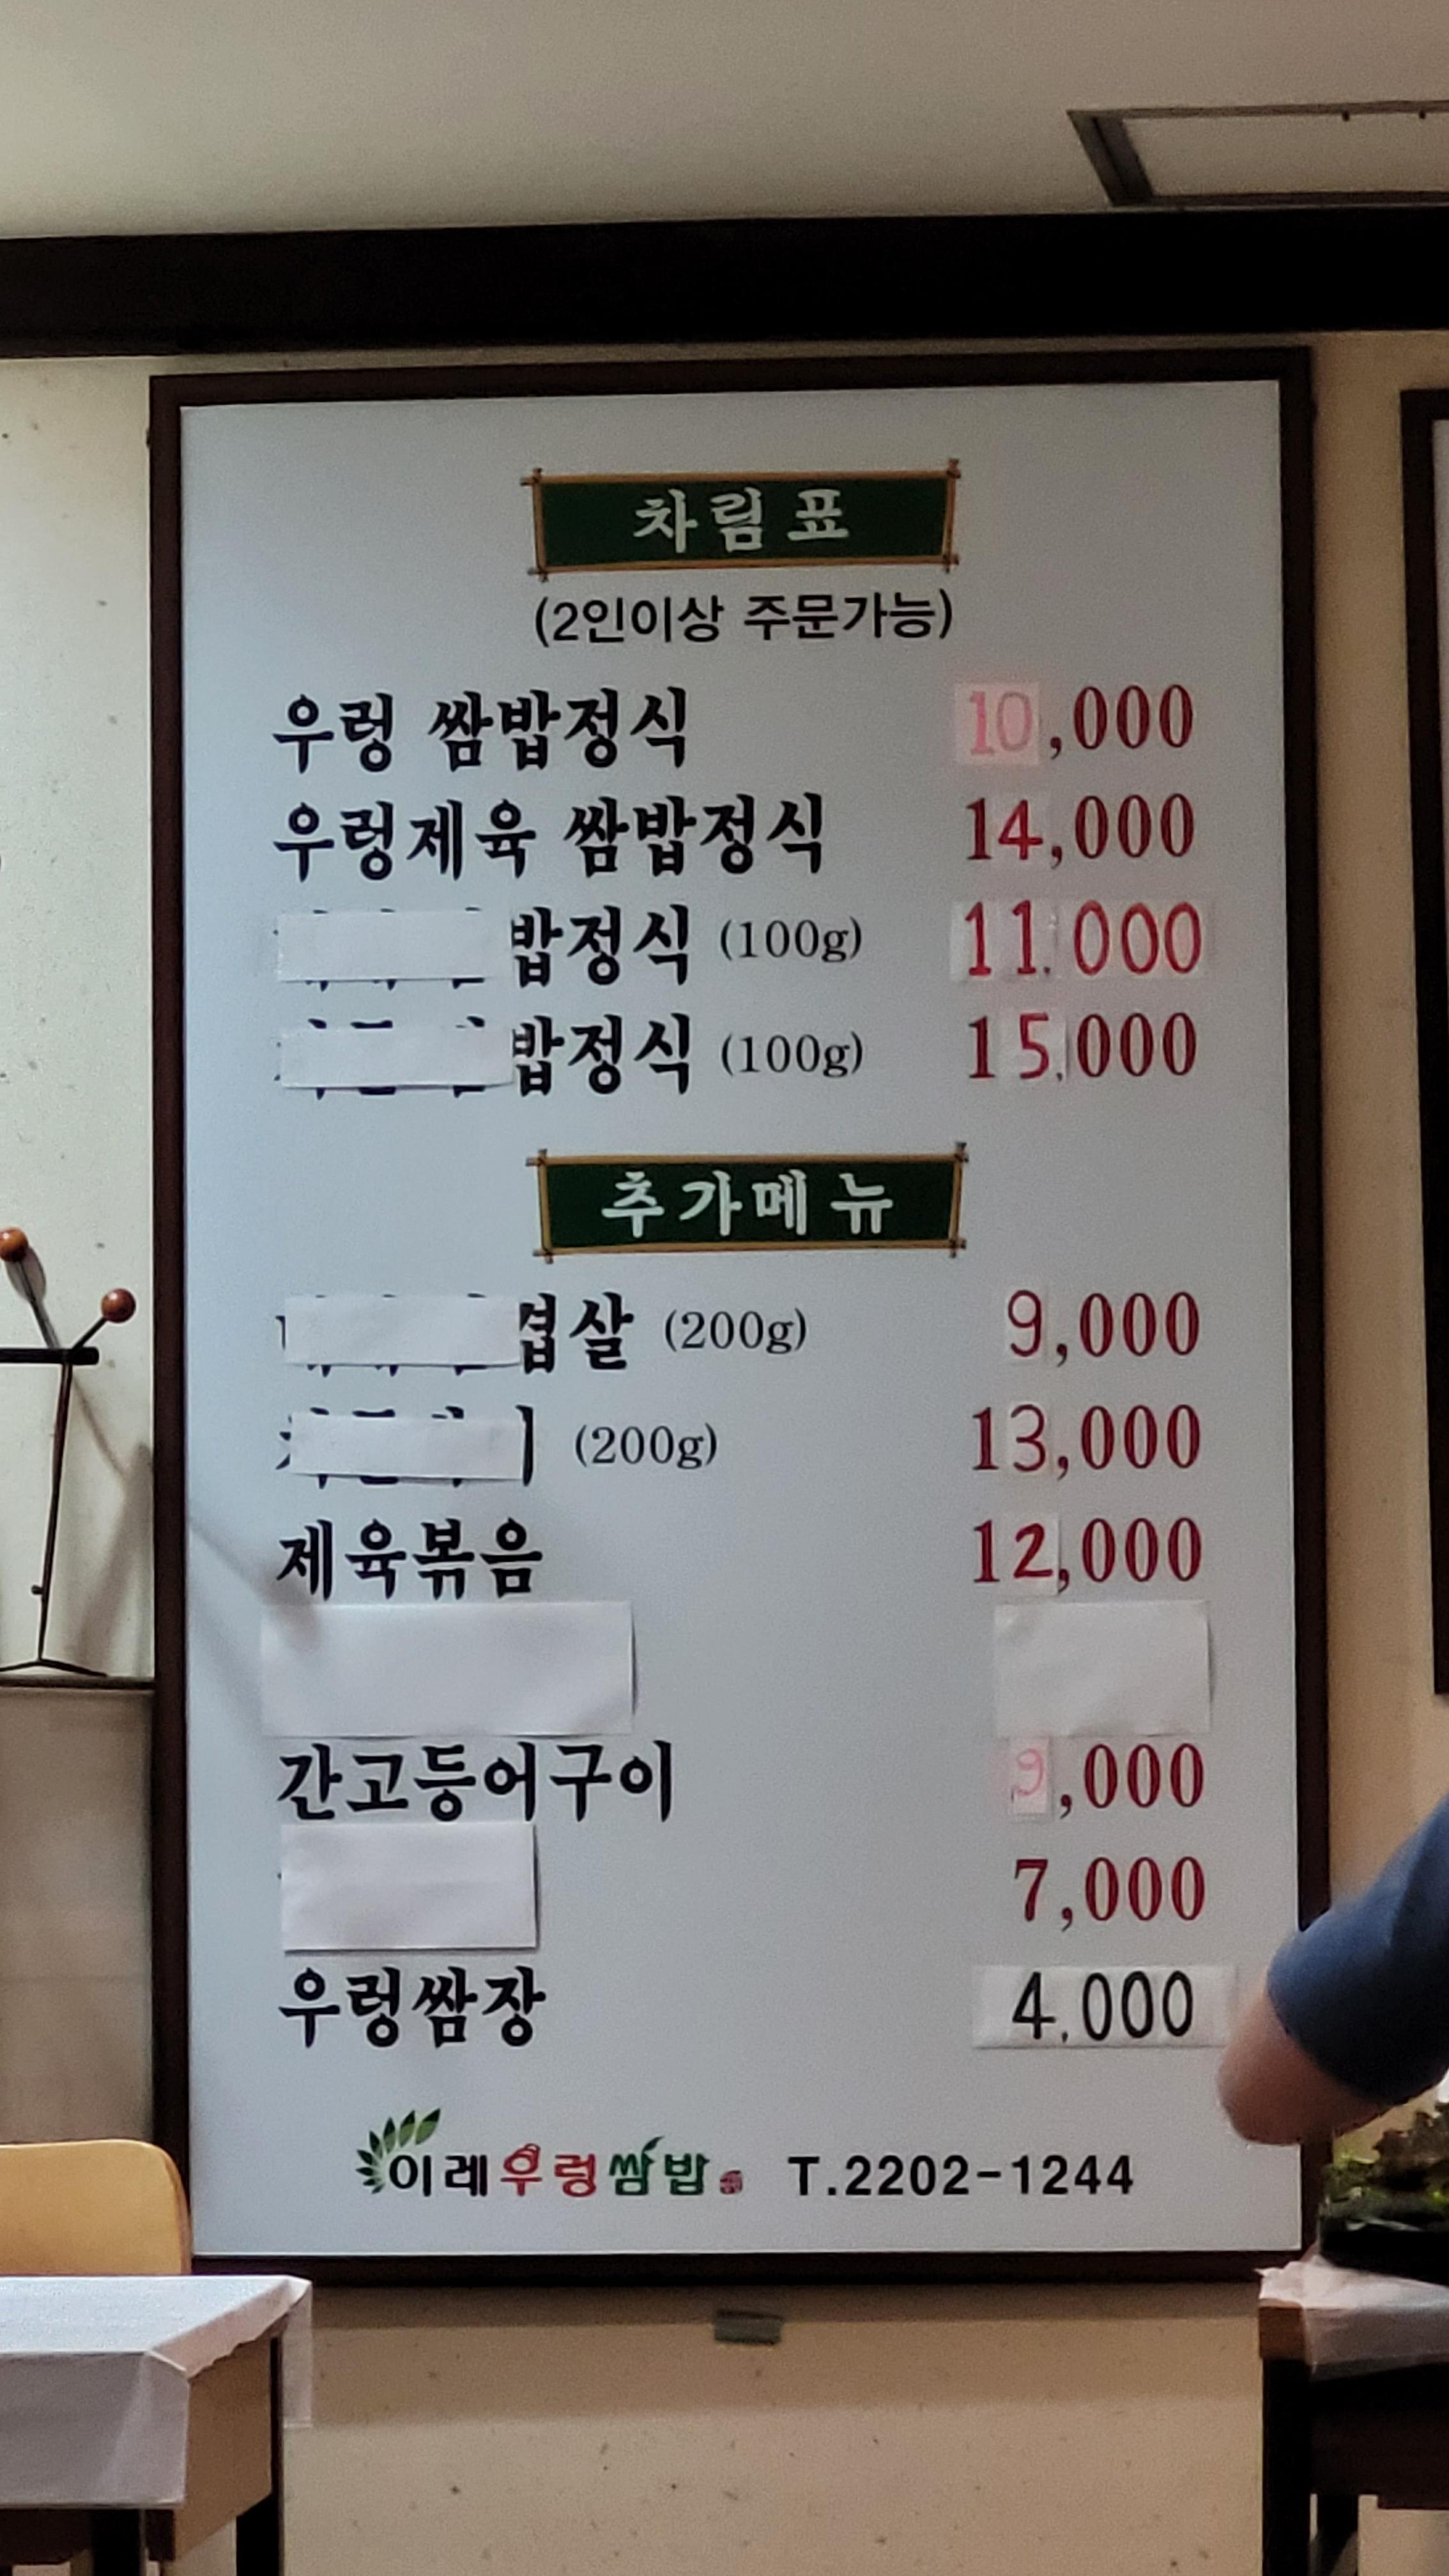 차림표
(2인이상 주문가능)
우렁 쌈밥정식 10,000
우렁제육 쌈밥정식 14,000
밥정식 (100g) 11.000
밥정식 (100g) 15.000
추가메뉴
겹살 (200g) 9,000
(200g) 13,000
제육볶음 12,000
간고등어구이 9,000
7,000
우렁쌈장 4.000
이레우렁쌈밥 T.2202-1244